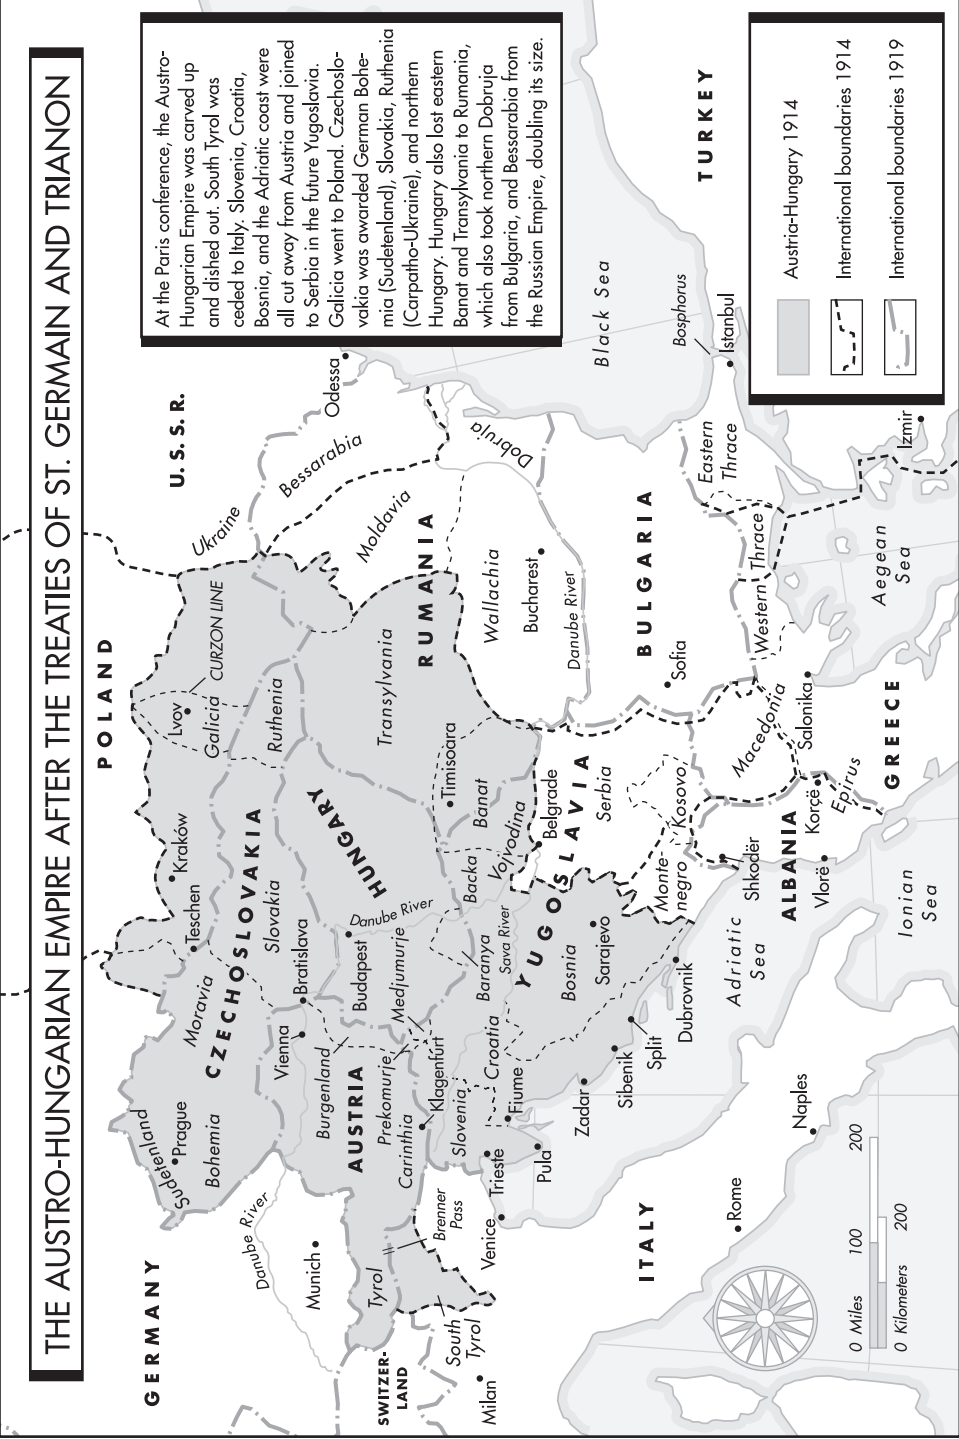 THE AUSTRO-HUNGARIAN EMPIRE AFTER THE TREATIES OF ST. GERMAIN AND TRIANON
At the Paris conference, the Austro-
Hungarian Empire was carved up
and dished out. South Tyrol was
ceded to Italy. Slovenia, Croatia,
Bosnia, and the Adriatic coast were
all cut away from Austria and joined
to Serbia in the future Yugoslavia.
Galicia went to Poland. Czechoslo-
vakia was awarded German Bohe-
mia (Sudetenland), Slovakia, Ruthenia
(Carpatho-Ukraine), and northern
Hungary. Hungary also lost eastern
Banat and Transylvania to Rumania,
which also took northern Dobruja
from Bulgaria, and Bessarabia from
the Russian Empire, doubling its size.
GERMANY
POLAND
U. S. S. R.
Sudetenland
Prague
Bohemia
Moravia
Teschen
Kraków
Lvov
Galicia
CURZON LINE
Ukraine
Bessarabia
Odessa
CZECHOSLOVAKIA
Slovakia
Ruthenia
Danube River
Munich
Vienna
Bratislava
HUNGARY
Danube River
Budapest
Burgenland
AUSTRIA
Prekomurje
Medjumurje
Carinthia
Klagenfurt
Tyrol
Brenner
Pass
SWITZER-
LAND
South
Tyrol
Milan
Venice
Trieste
Slovenia
Croatia
Fiume
Pula
Baranya
Backa
Sava River
Vojvodina
Banat
Timisoara
Transylvania
RUMANIA
Moldavia
Dobruja
Wallachia
Bucharest
Danube River
YUGOSLAVIA
Belgrade
Serbia
Bosnia
Sarajevo
Zadar
Sibenik
Split
Dubrovnik
Monte-
negro
Kosovo
BULGARIA
Sofia
Black Sea
Bosphorus
Istanbul
TURKEY
Eastern
Thrace
Western Thrace
Macedonia
Salonika
Shkodër
ALBANIA
Vlorë
Korçë
Epirus
GREECE
Adriatic
Sea
Ionian
Sea
Aegean
Sea
Izmir
ITALY
Rome
Naples
0 Miles 100 200
0 Kilometers 200
Austria-Hungary 1914
International boundaries 1914
International boundaries 1919